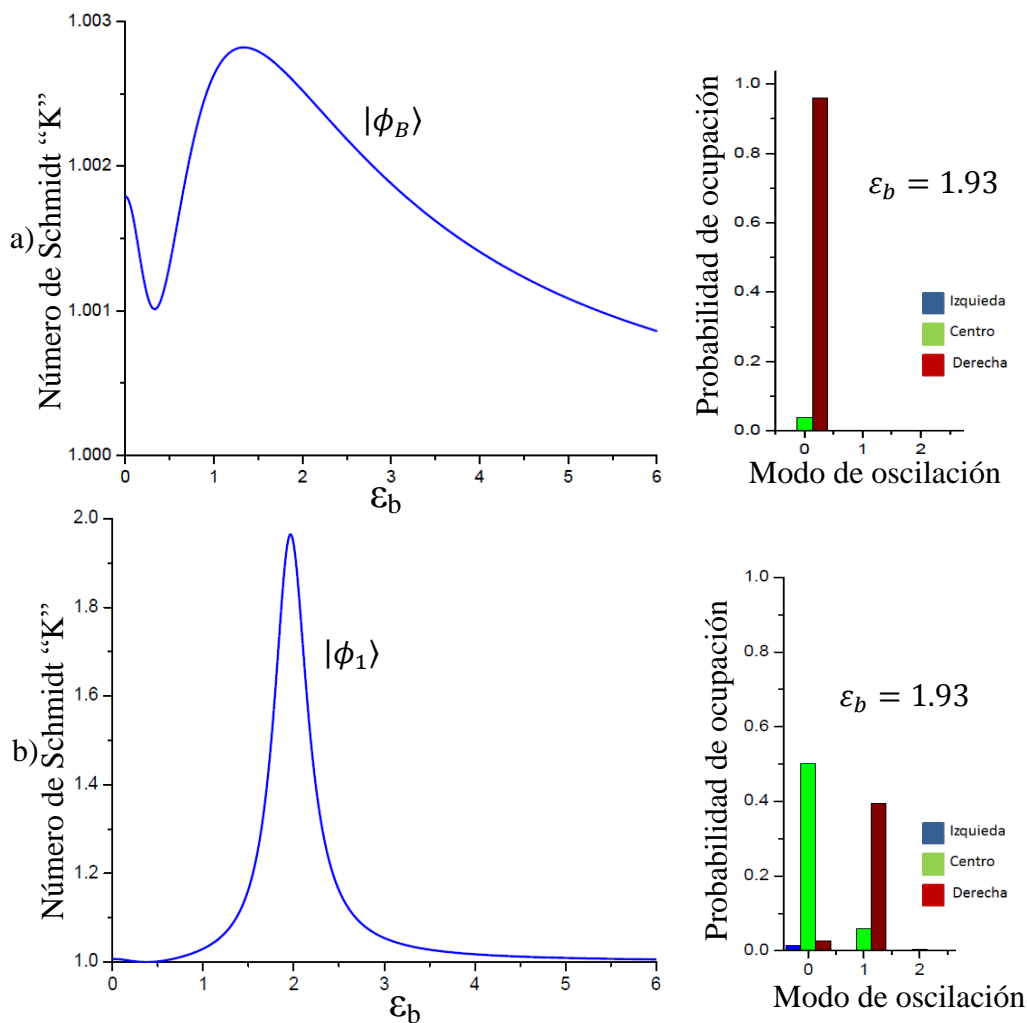 a)
Número de Schmidt “K”
1.003
1.002
1.001
1.000
|ϕ_B⟩
0 1 2 3 4 5 6
ε_b
Probabilidad de ocupación
1.0
0.8
0.6
0.4
0.2
0.0
ε_b = 1.93
Izquieda
Centro
Derecha
0 1 2
Modo de oscilación
b)
Número de Schmidt “K”
2.0
1.8
1.6
1.4
1.2
1.0
|ϕ_1⟩
0 1 2 3 4 5 6
ε_b
Probabilidad de ocupación
1.0
0.8
0.6
0.4
0.2
0.0
ε_b = 1.93
Izquieda
Centro
Derecha
0 1 2
Modo de oscilación